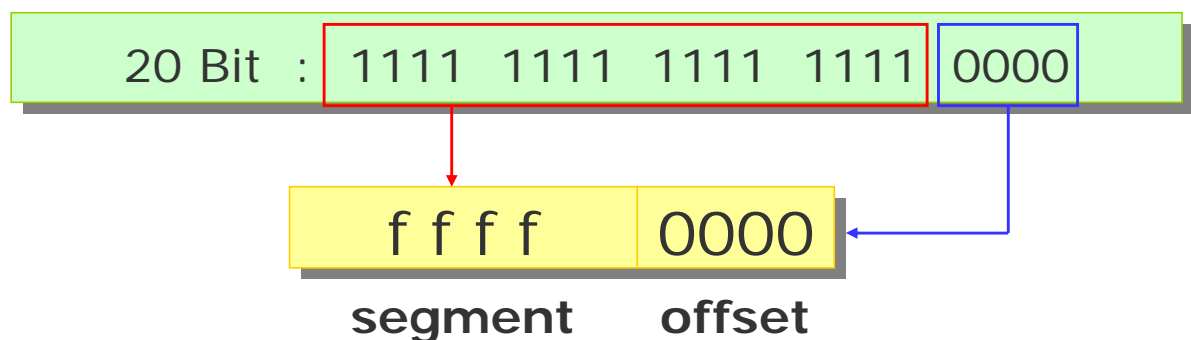 20 Bit : 1111 1111 1111 1111 0000
f f f f 0000
segment offset